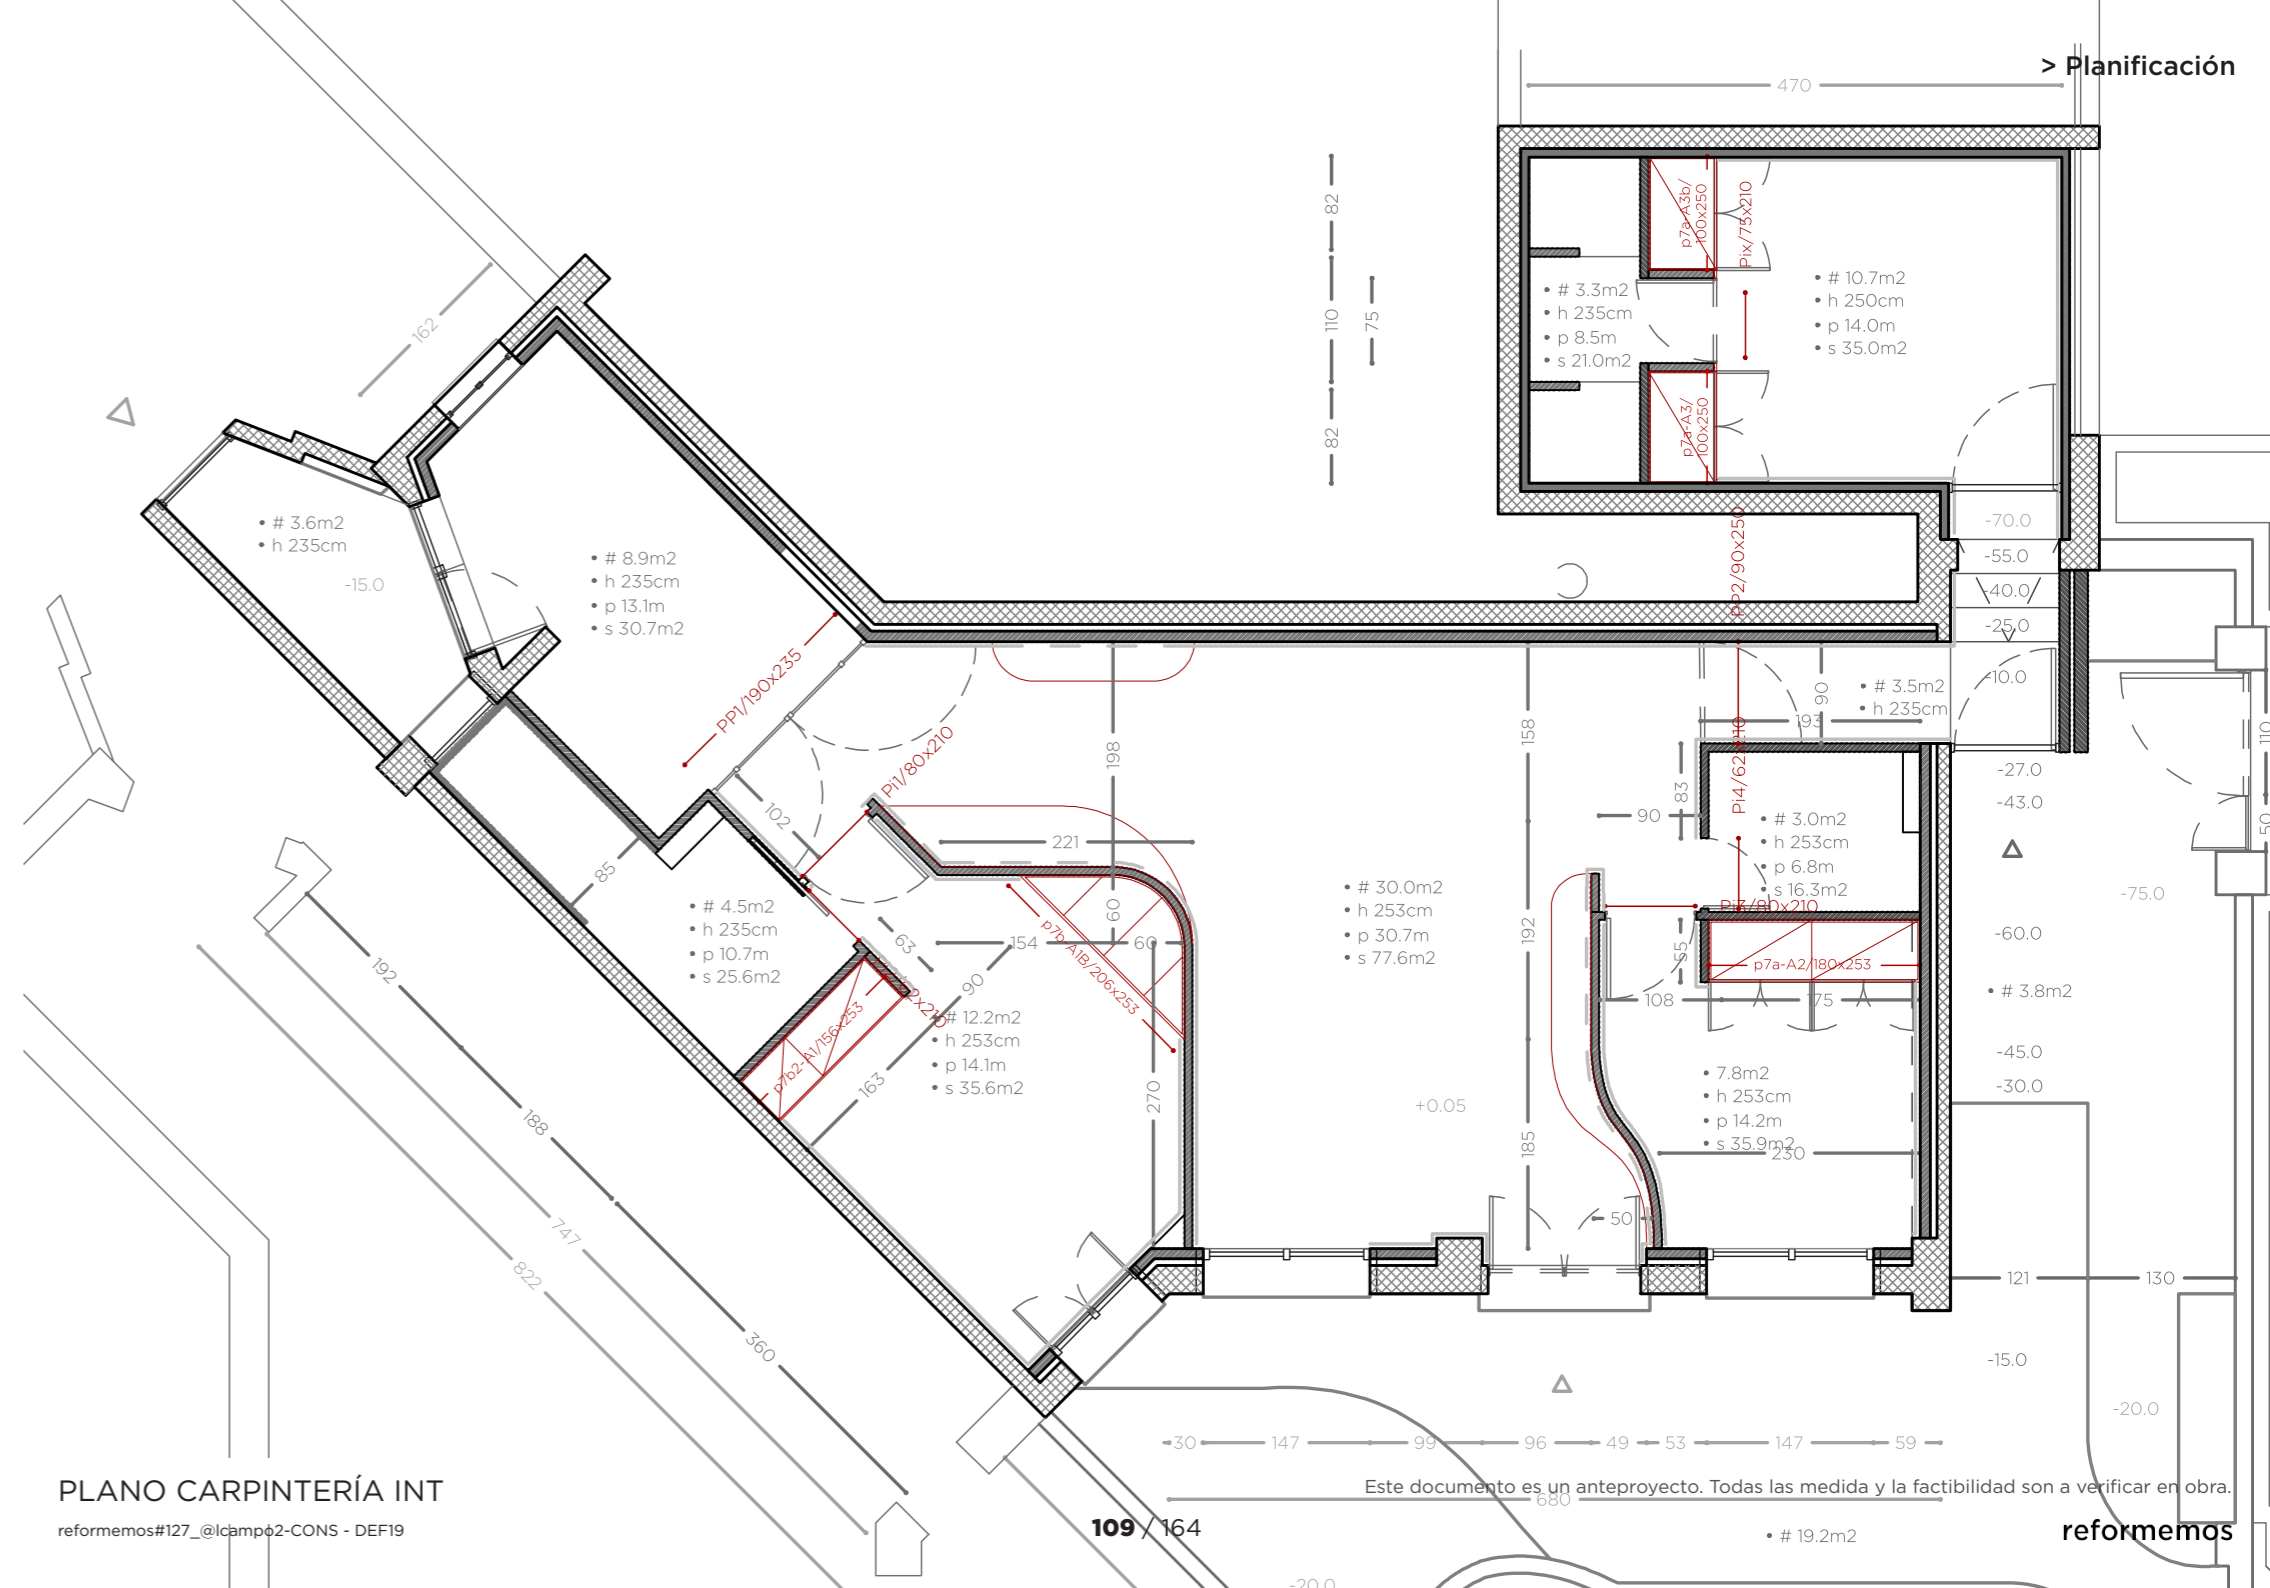 > Planificación
470
82
110
82
75
p7a-A3b/
100x250
Pix/75x210
• # 10.7m2
• h 250cm
• p 14.0m
• s 35.0m2
• # 3.3m2
• h 235cm
• p 8.5m
• s 21.0m2
p7a-A3/
100x250
162
• # 3.6m2
• h 235cm
-15.0
• # 8.9m2
• h 235cm
• p 13.1m
• s 30.7m2
PP1/190x235
PP2/90x250
-70.0
-55.0
-40.0
-25.0
-10.0
• # 3.5m2
• h 235cm
90
193
158
198
Pi1/80x210
102
221
85
83
90
Pi4/62x210
• # 3.0m2
• h 253cm
• p 6.8m
• s 16.3m2
Pi3/80x210
-27.0
-43.0
110
50
-75.0
• # 4.5m2
• h 235cm
• p 10.7m
• s 25.6m2
63
154
60
60
90
p7b-A1B/206x253
• # 30.0m2
• h 253cm
• p 30.7m
• s 77.6m2
192
55
p7a-A2/180x253
108
175
-60.0
• # 3.8m2
-45.0
-30.0
192
188
360
747
822
p7b2-A1/156x253
163
# 12.2m2
• h 253cm
• p 14.1m
• s 35.6m2
270
+0.05
185
• 7.8m2
• h 253cm
• p 14.2m
• s 35.9m2
230
50
121
130
-15.0
-20.0
30
147
99
96
49
53
147
59
680
PLANO CARPINTERÍA INT
reformemos#127_@lcampo2-CONS - DEF19
109 / 164
Este documento es un anteproyecto. Todas las medida y la factibilidad son a verificar en obra.
• # 19.2m2
reformemos
-20.0